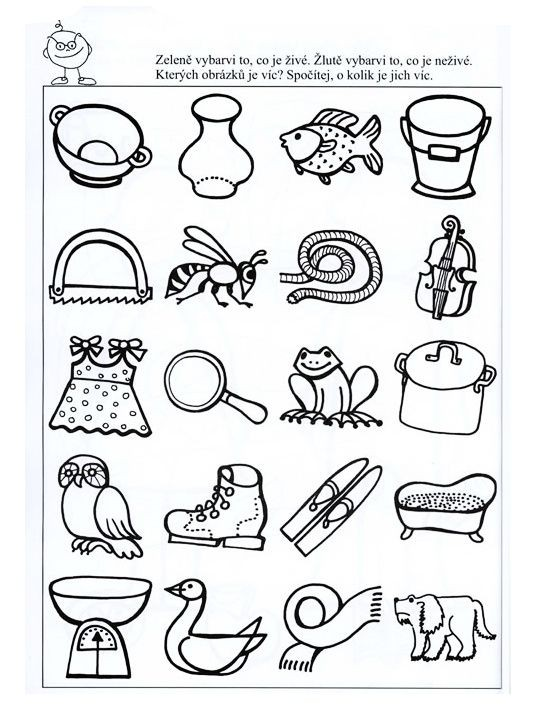 Zeleně vybarvi to, co je živé. Žlutě vybarvi to, co je neživé.
Kterých obrázků je víc? Spočítej, o kolik je jich víc.